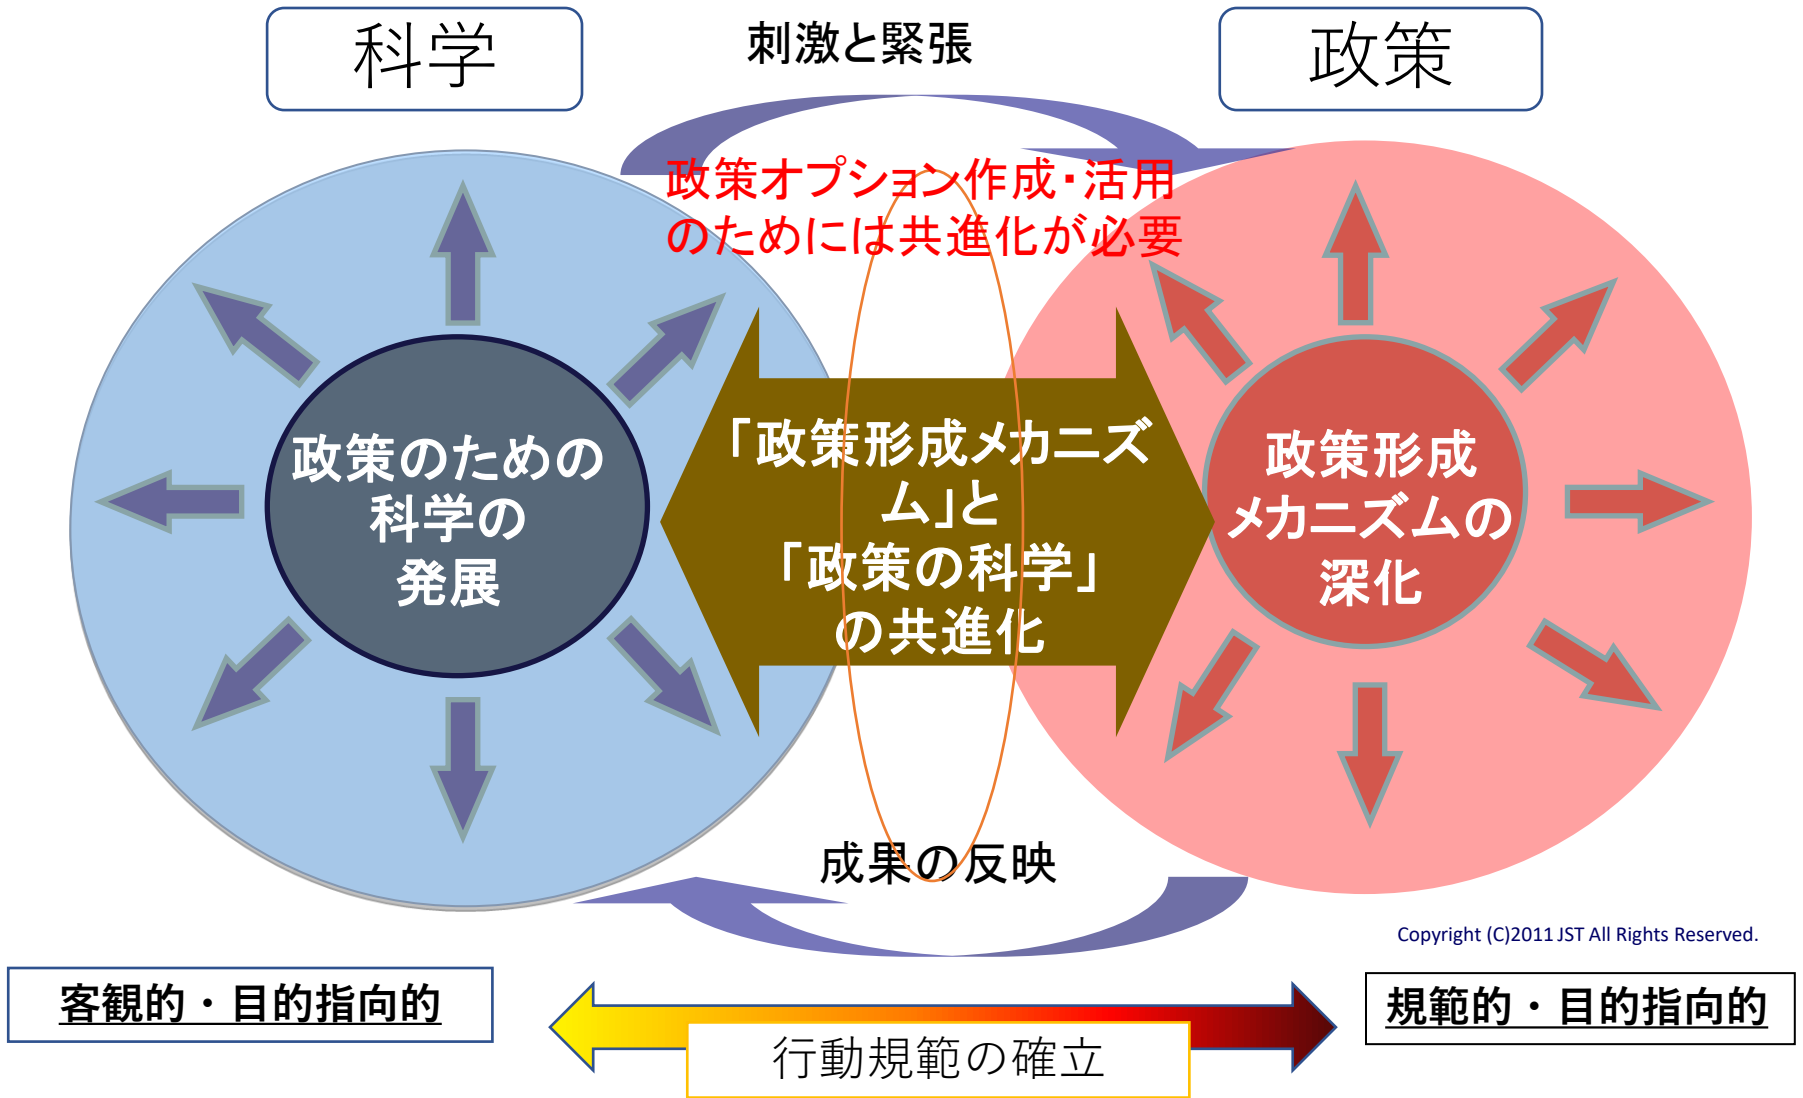 科学
刺激と緊張
政策
政策オプション作成・活用
のためには共進化が必要
政策のための
科学の
発展
「政策形成メカニズ
ム」と
「政策の科学」
の共進化
政策形成
メカニズムの
深化
成果の反映
Copyright (C)2011 JST All Rights Reserved.
客観的・目的指向的
行動規範の確立
規範的・目的指向的